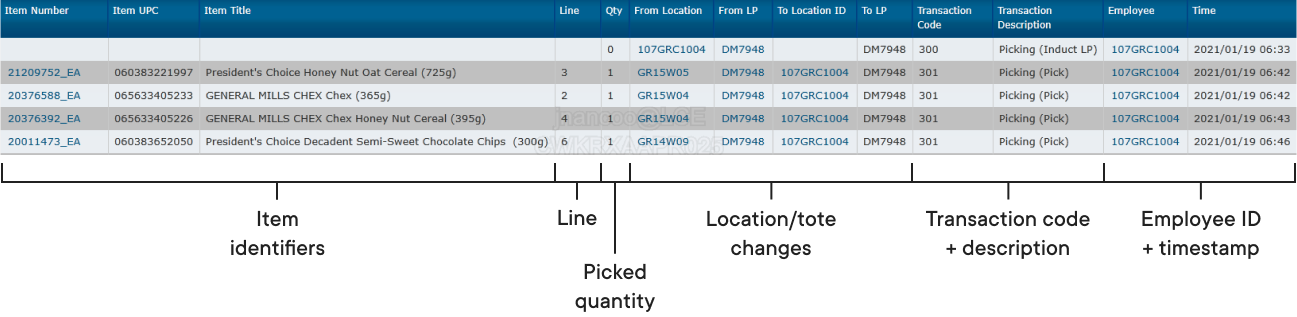 Item Number Item UPC Item Title Line Qty From Location From LP To Location ID To LP Transaction Code Transaction Description Employee Time
0 107GRC1004 DM7948 DM7948 300 Picking (Induct LP) 107GRC1004 2021/01/19 06:33
21209752_EA 060383221997 President's Choice Honey Nut Oat Cereal (725g) 3 1 GR15W05 DM7948 107GRC1004 301 Picking (Pick) 107GRC1004 2021/01/19 06:42
20376588_EA 065633405233 GENERAL MILLS CHEX Chex (365g) 2 1 GR15W04 DM7948 107GRC1004 301 Picking (Pick) 107GRC1004 2021/01/19 06:42
20376392_EA 065633405226 GENERAL MILLS CHEX Chex Honey Nut Cereal (395g) 4 1 GR15W04 DM7948 107GRC1004 301 Picking (Pick) 107GRC1004 2021/01/19 06:43
20011473_EA 060383652050 President's Choice Decadent Semi-Sweet Chocolate Chips (300g) 6 1 GR14W09 DM7948 107GRC1004 301 Picking (Pick) 107GRC1004 2021/01/19 06:46
Item
identifiers
Line
Picked
quantity
Location/tote
changes
Transaction code
+ description
Employee ID
+ timestamp